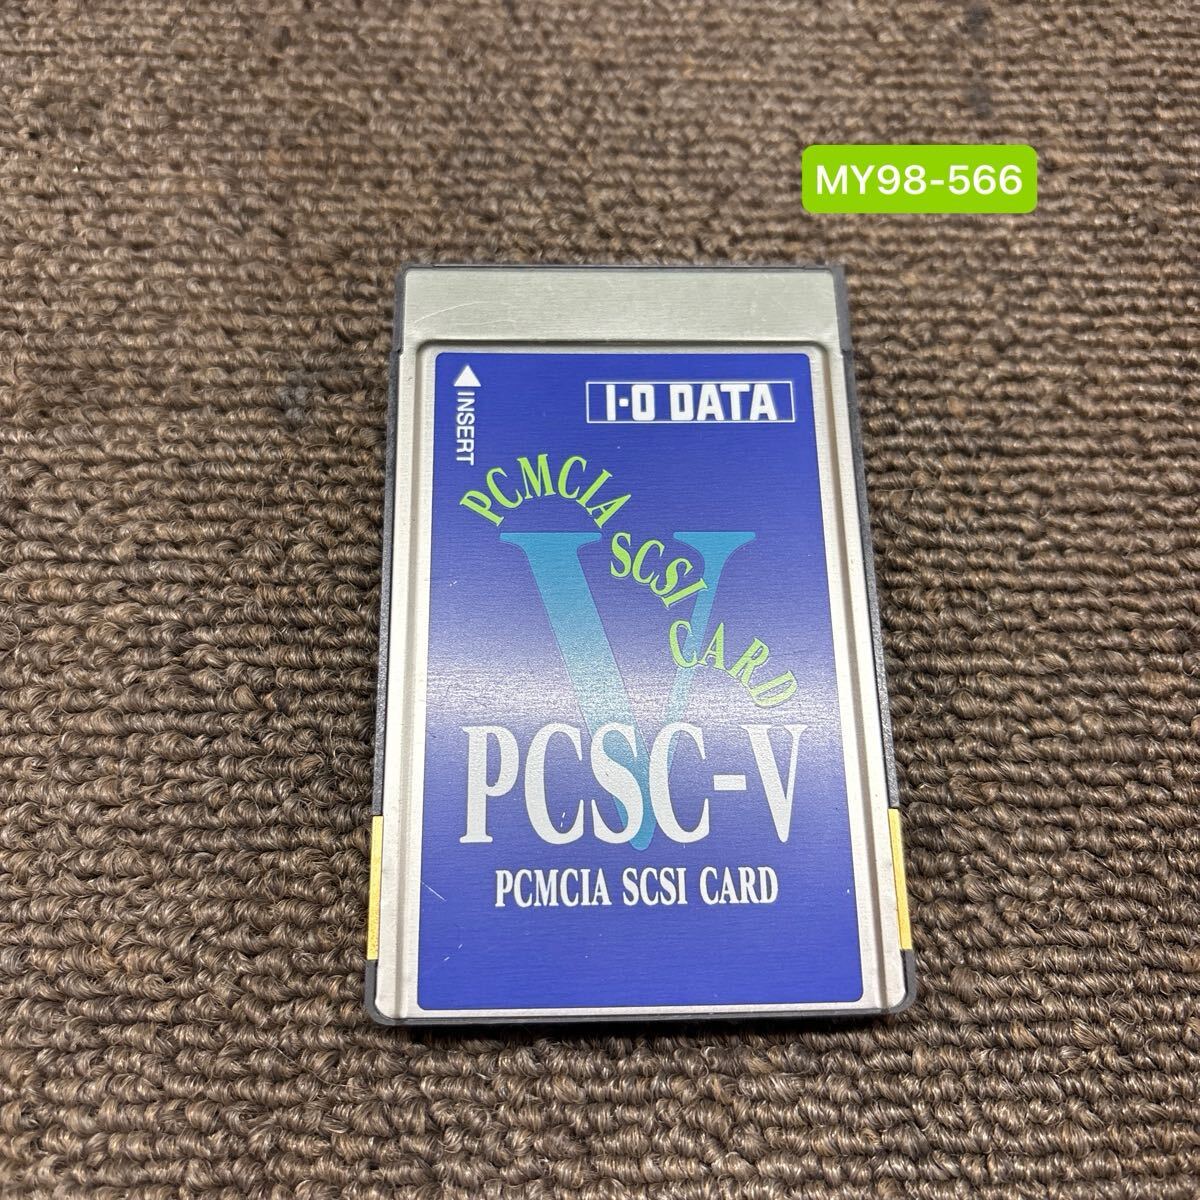 MY98-566
I-O DATA
INSERT
PCMCIA SCSI CARD
V
PCSC-V
PCMCIA SCSI CARD